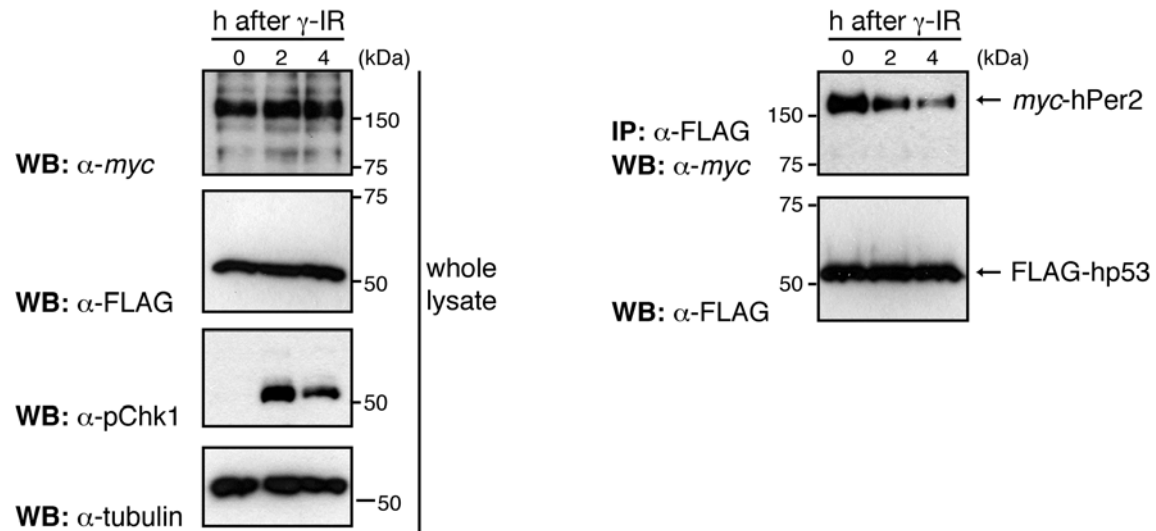 h after γ-IR
0 2 4 (kDa)
150
WB: α-myc
75
75
50
WB: α-FLAG
whole
lysate
50
WB: α-pChk1
50
WB: α-tubulin
h after γ-IR
0 2 4 (kDa)
150 ← myc-hPer2
IP: α-FLAG
WB: α-myc
75
75
50 ← FLAG-hp53
WB: α-FLAG